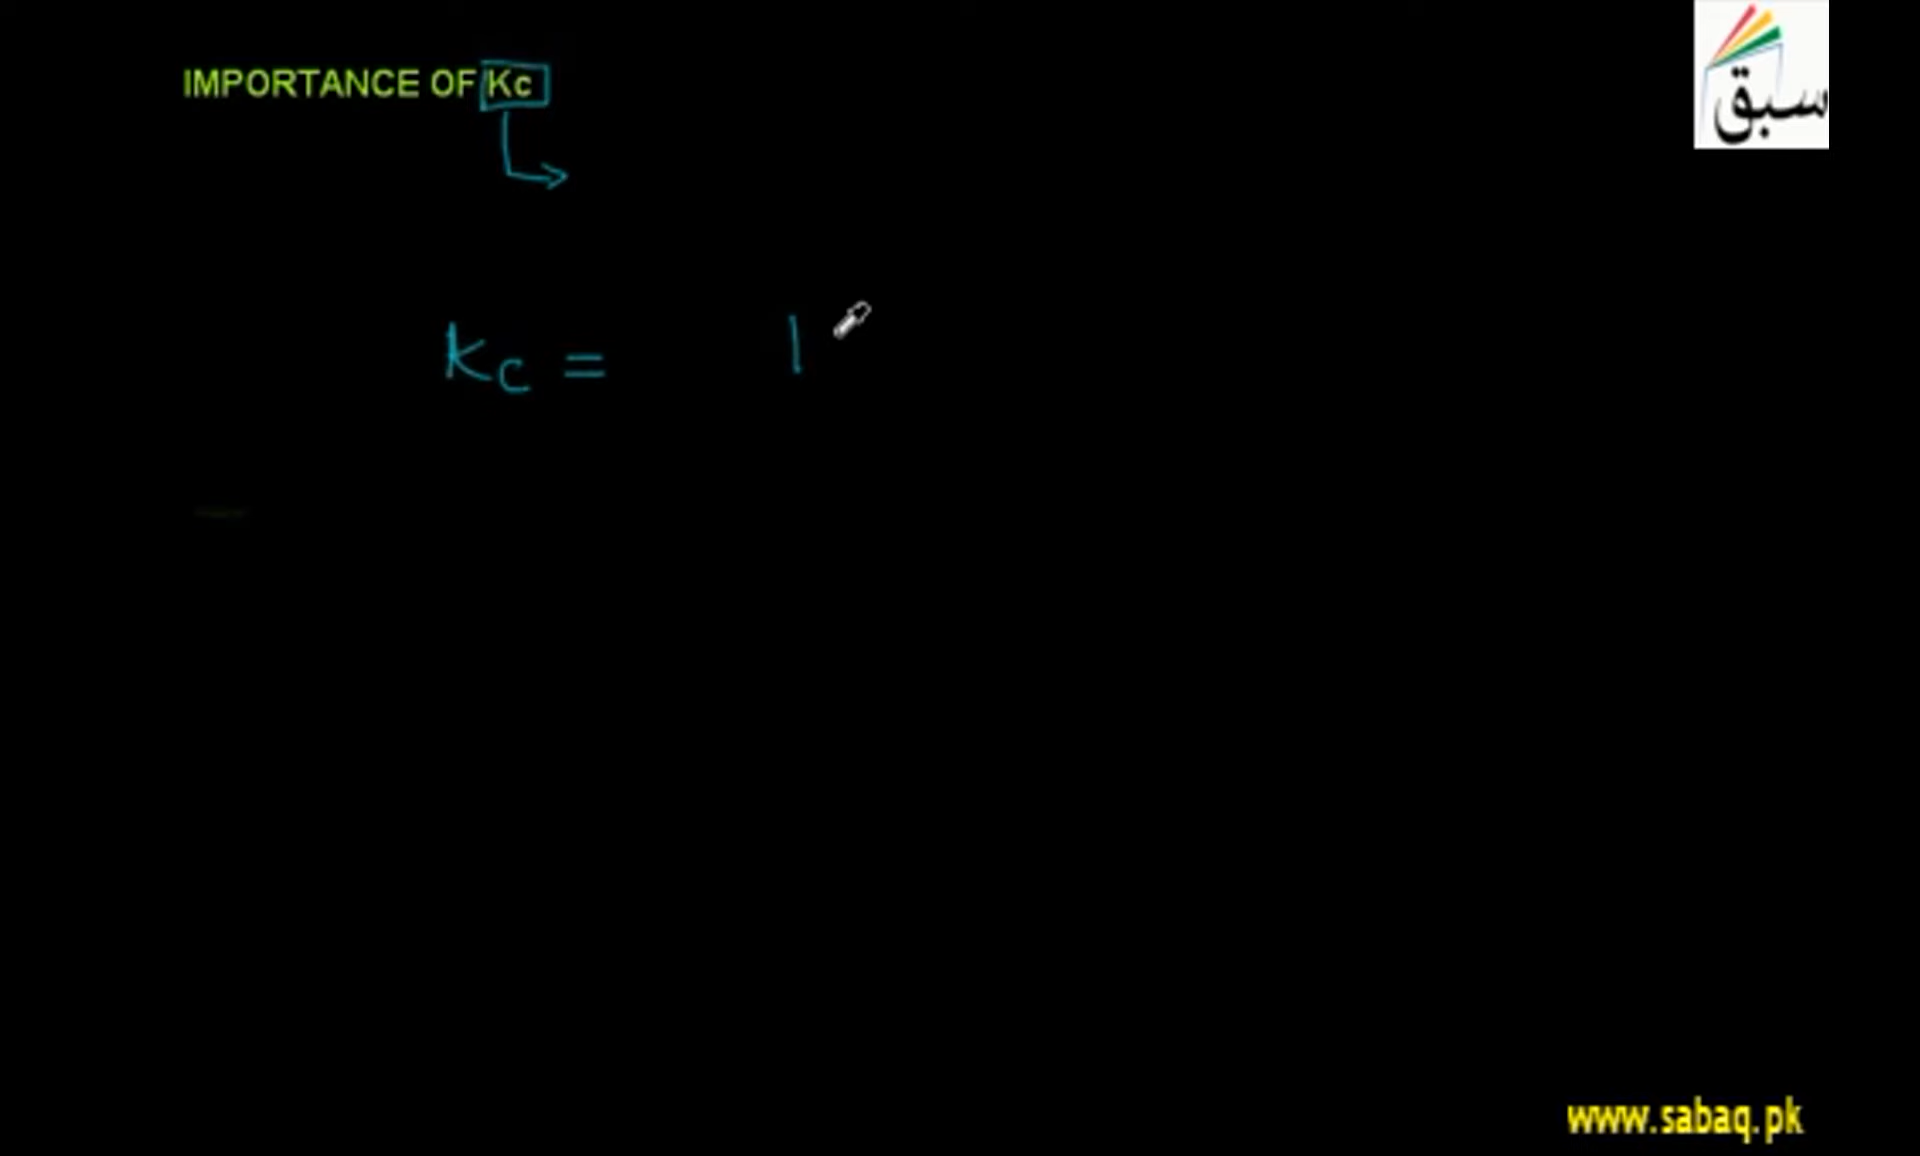 IMPORTANCE OF Kc
سبق
Kc = 1
www.sabaq.pk